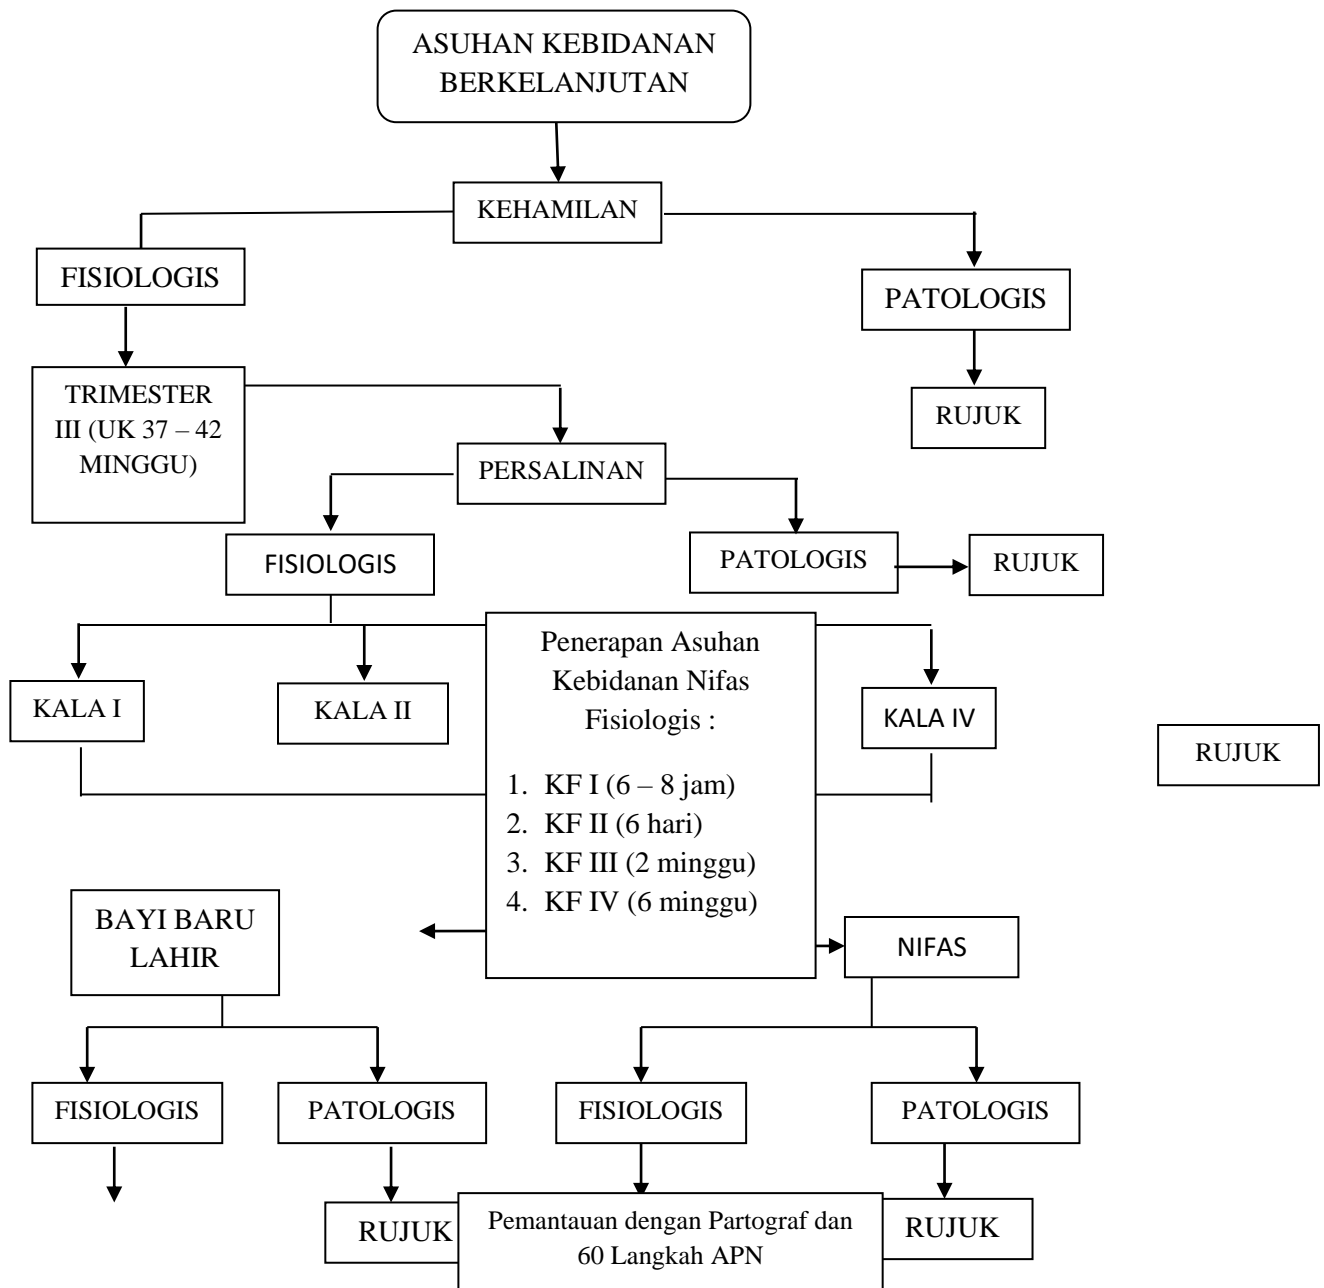 ASUHAN KEBIDANAN
BERKELANJUTAN
KEHAMILAN
FISIOLOGIS
PATOLOGIS
TRIMESTER
III (UK 37 – 42
MINGGU)
RUJUK
PERSALINAN
FISIOLOGIS
PATOLOGIS
RUJUK
KALA I
KALA II
Penerapan Asuhan
Kebidanan Nifas
Fisiologis :
1. KF I (6 – 8 jam)
2. KF II (6 hari)
3. KF III (2 minggu)
4. KF IV (6 minggu)
KALA IV
RUJUK
BAYI BARU
LAHIR
NIFAS
FISIOLOGIS
PATOLOGIS
FISIOLOGIS
PATOLOGIS
RUJUK
Pemantauan dengan Partograf dan
60 Langkah APN
RUJUK